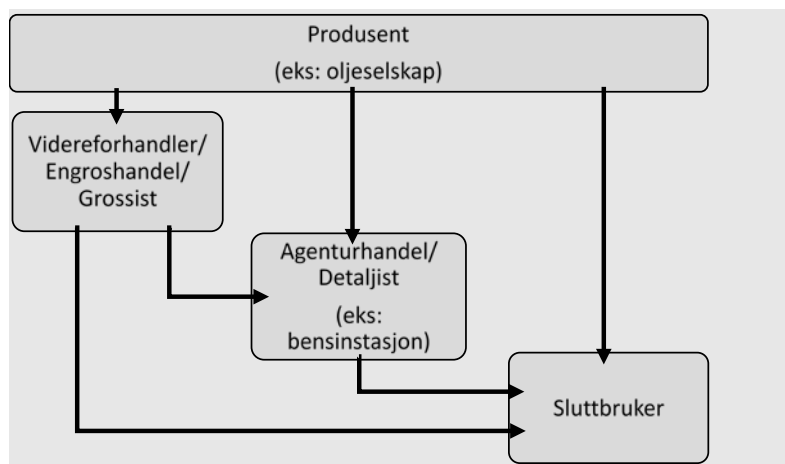 Produsent
(eks: oljeselskap)
Videreforhandler/
Engroshandel/
Grossist
Agenturhandel/
Detaljist
(eks:
bensinstasjon)
Sluttbruker